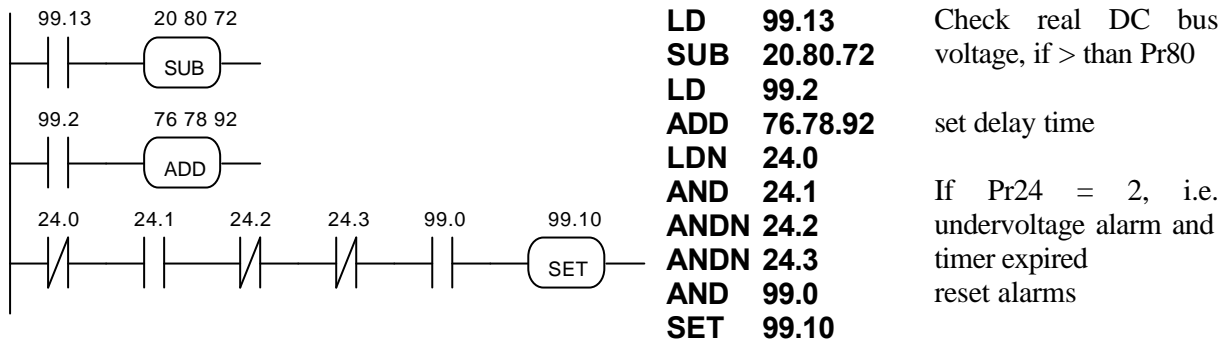 99.13 20 80 72
SUB
99.2 76 78 92
ADD
24.0 24.1 24.2 24.3 99.0 99.10
SET
LD 99.13
SUB 20.80.72
LD 99.2
ADD 76.78.92
LDN 24.0
AND 24.1
ANDN 24.2
ANDN 24.3
AND 99.0
SET 99.10
Check real DC bus
voltage, if > than Pr80
set delay time
If Pr24 = 2, i.e.
undervoltage alarm and
timer expired
reset alarms